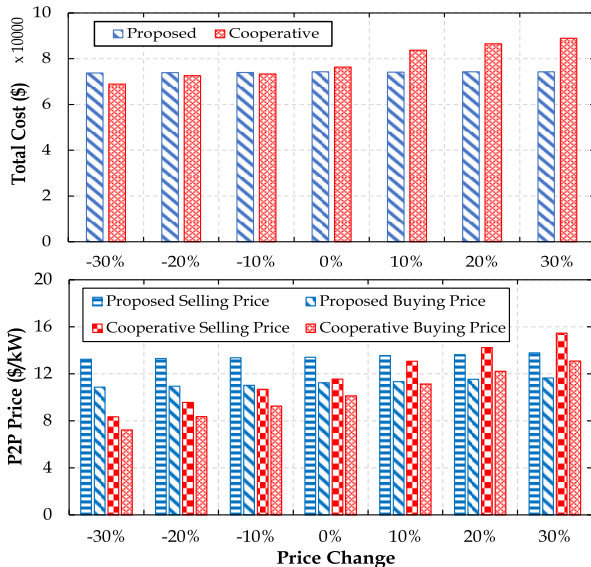 x 10000
Total Cost ($)
10
8
6
4
2
0
Proposed Cooperative
-30% -20% -10% 0% 10% 20% 30%
P2P Price ($/kW)
20
16
12
8
4
0
Proposed Selling Price Proposed Buying Price
Cooperative Selling Price Cooperative Buying Price
-30% -20% -10% 0% 10% 20% 30%
Price Change